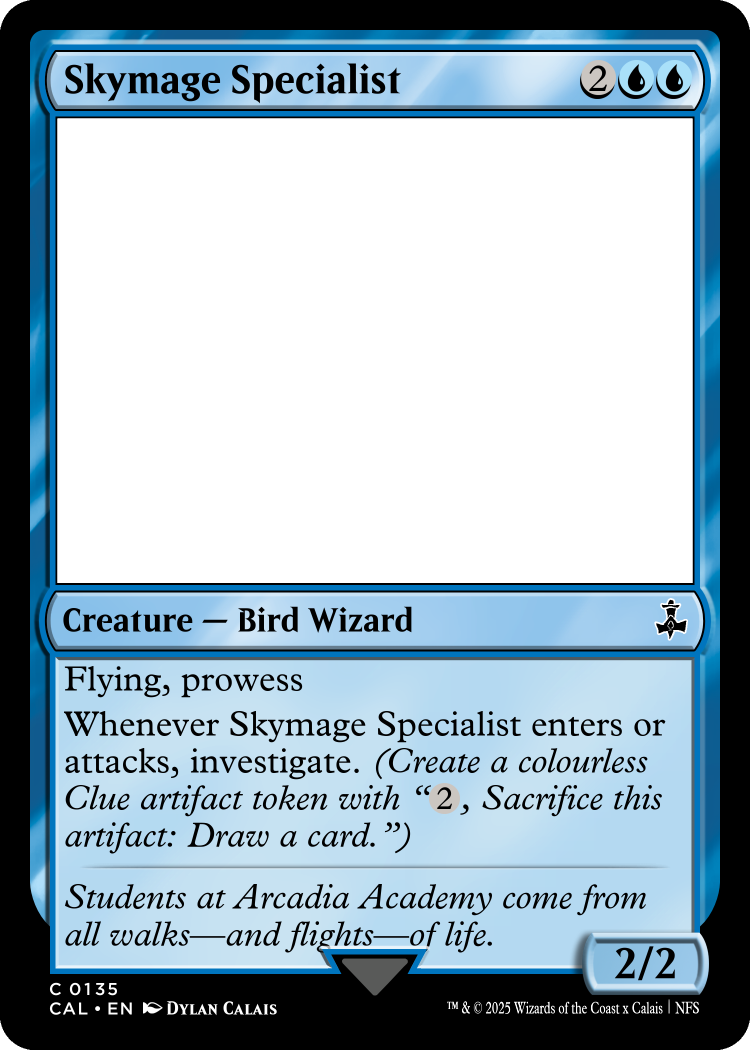 Skymage Specialist 2
Creature — Bird Wizard
Flying, prowess
Whenever Skymage Specialist enters or
attacks, investigate. (Create a colourless
Clue artifact token with “2, Sacrifice this
artifact: Draw a card.”)
Students at Arcadia Academy come from
all walks—and flights—of life.
2/2
C 0135
CAL • EN Dylan Calais
™ & © 2025 Wizards of the Coast x Calais | NFS